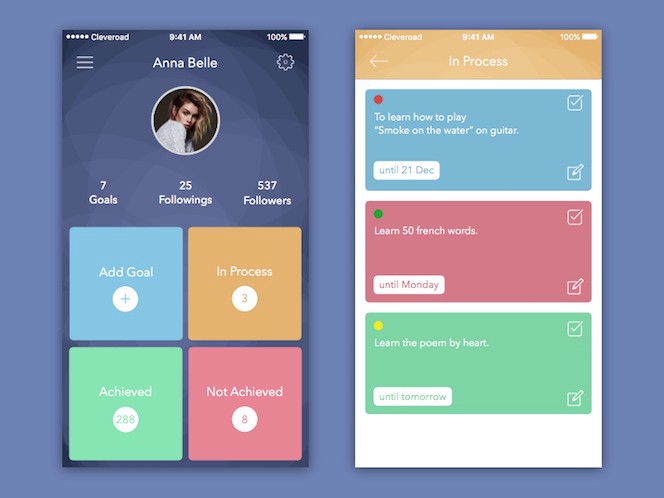 Cleveroad 9:41 AM 100%
Anna Belle
7 25 537
Goals Followings Followers
Add Goal
+
In Process
3
Achieved
288
Not Achieved
8
Cleveroad 9:41 AM 100%
In Process
To learn how to play
“Smoke on the water” on guitar.
until 21 Dec
Learn 50 french words.
until Monday
Learn the poem by heart.
until tomorrow